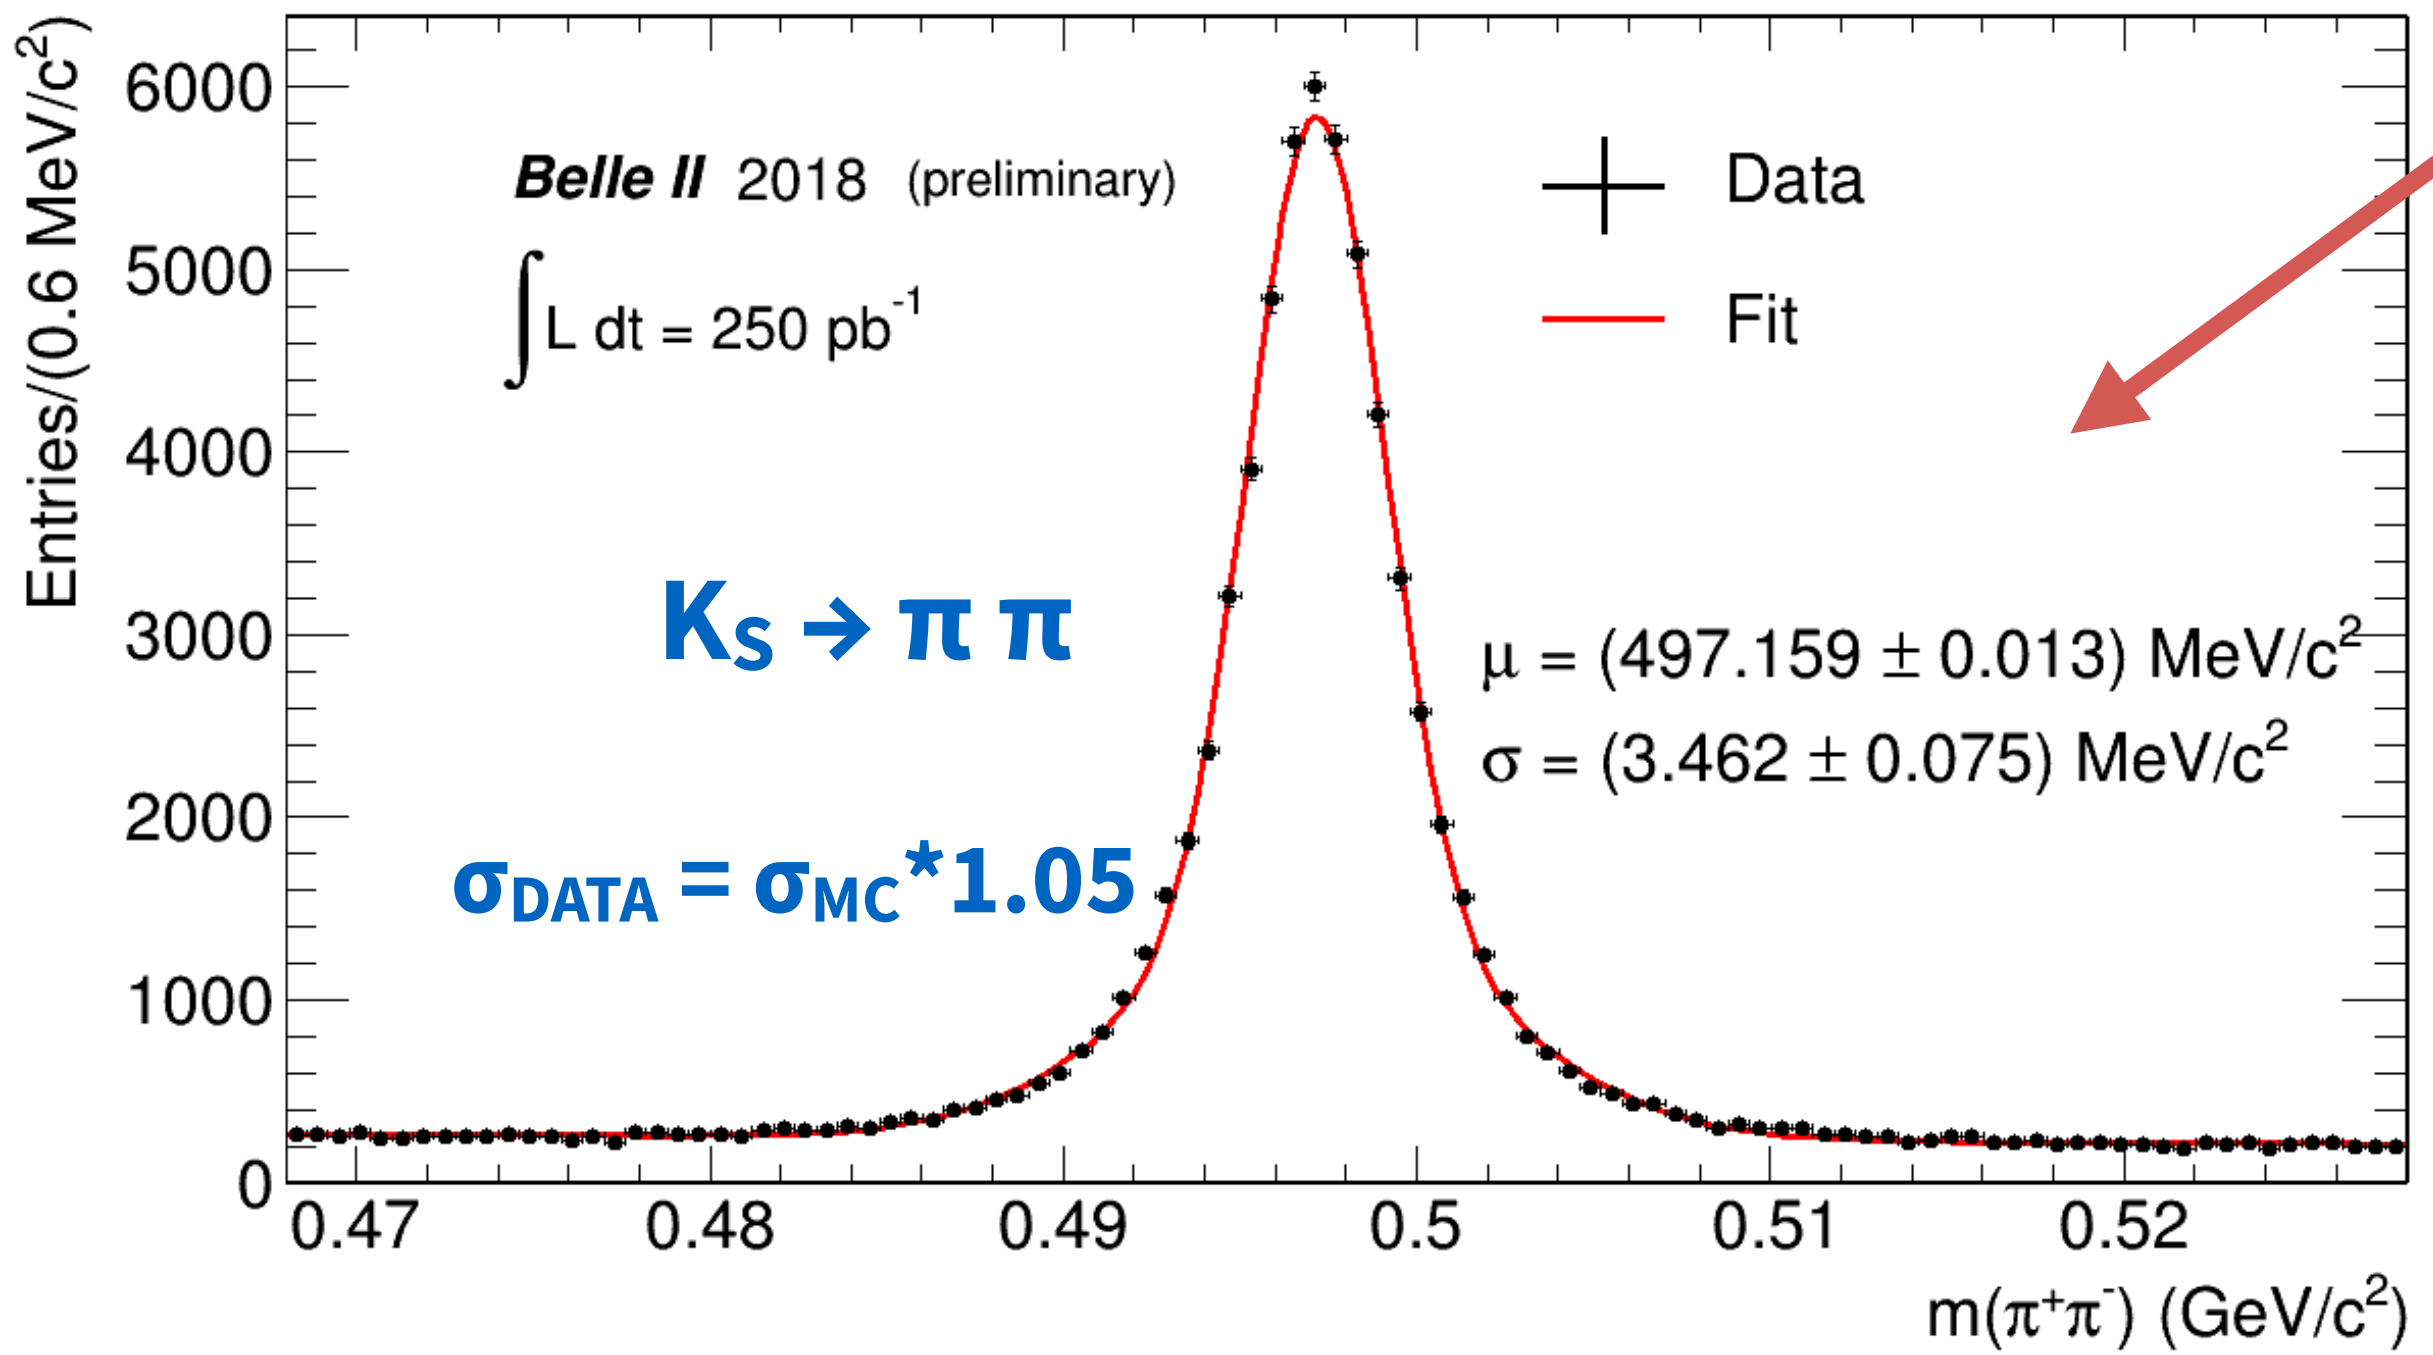 Entries/(0.6 MeV/c²)
6000
5000
4000
3000
2000
1000
0
Belle II 2018 (preliminary)
∫L dt = 250 pb⁻¹
Data
Fit
Kₛ → π π
σDATA = σMC*1.05
μ = (497.159 ± 0.013) MeV/c²
σ = (3.462 ± 0.075) MeV/c²
0.47 0.48 0.49 0.5 0.51 0.52
m(π⁺π⁻) (GeV/c²)